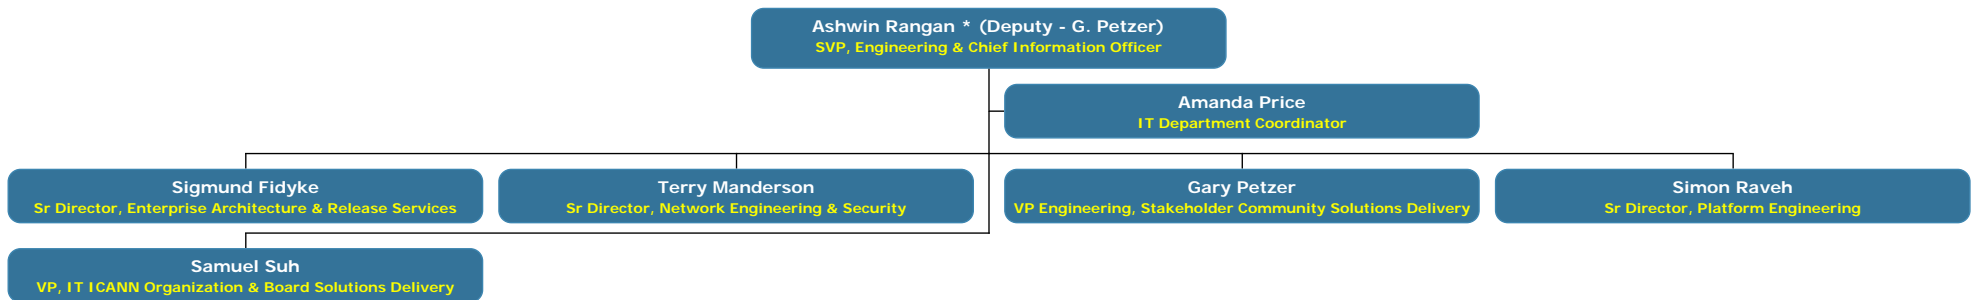 Ashwin Rangan * (Deputy - G. Petzer)
SVP, Engineering & Chief Information Officer
Amanda Price
IT Department Coordinator
Sigmund Fidyke
Sr Director, Enterprise Architecture & Release Services
Terry Manderson
Sr Director, Network Engineering & Security
Gary Petzer
VP Engineering, Stakeholder Community Solutions Delivery
Simon Raveh
Sr Director, Platform Engineering
Samuel Suh
VP, IT ICANN Organization & Board Solutions Delivery